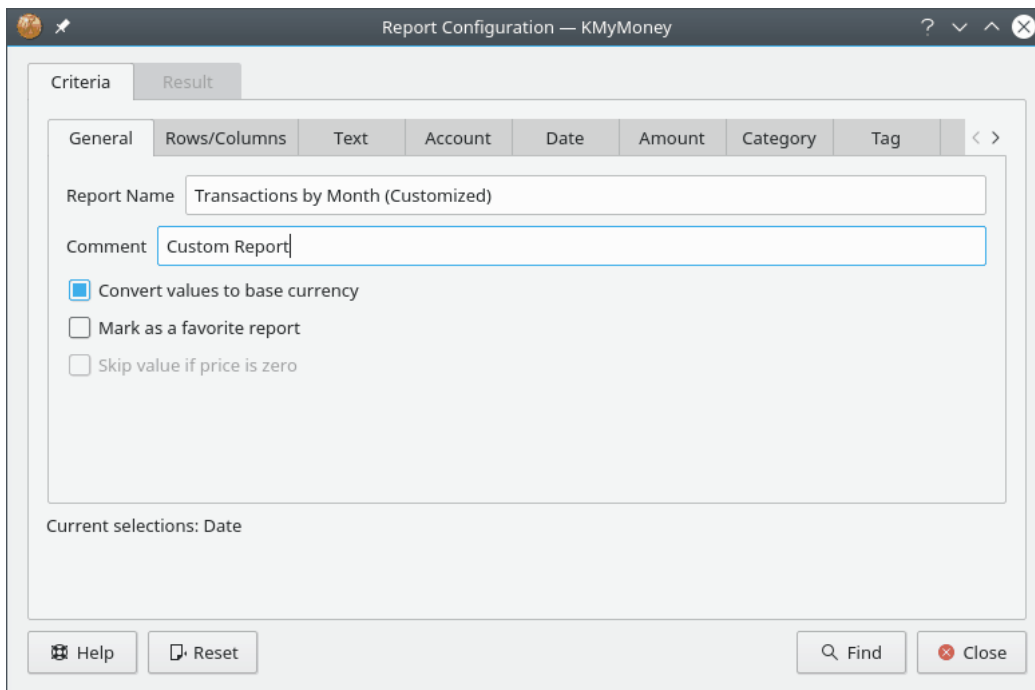 Report Configuration — KMyMoney
Criteria Result
General Rows/Columns Text Account Date Amount Category Tag
Report Name Transactions by Month (Customized)
Comment Custom Report
Convert values to base currency
Mark as a favorite report
Skip value if price is zero
Current selections: Date
Help Reset Find Close